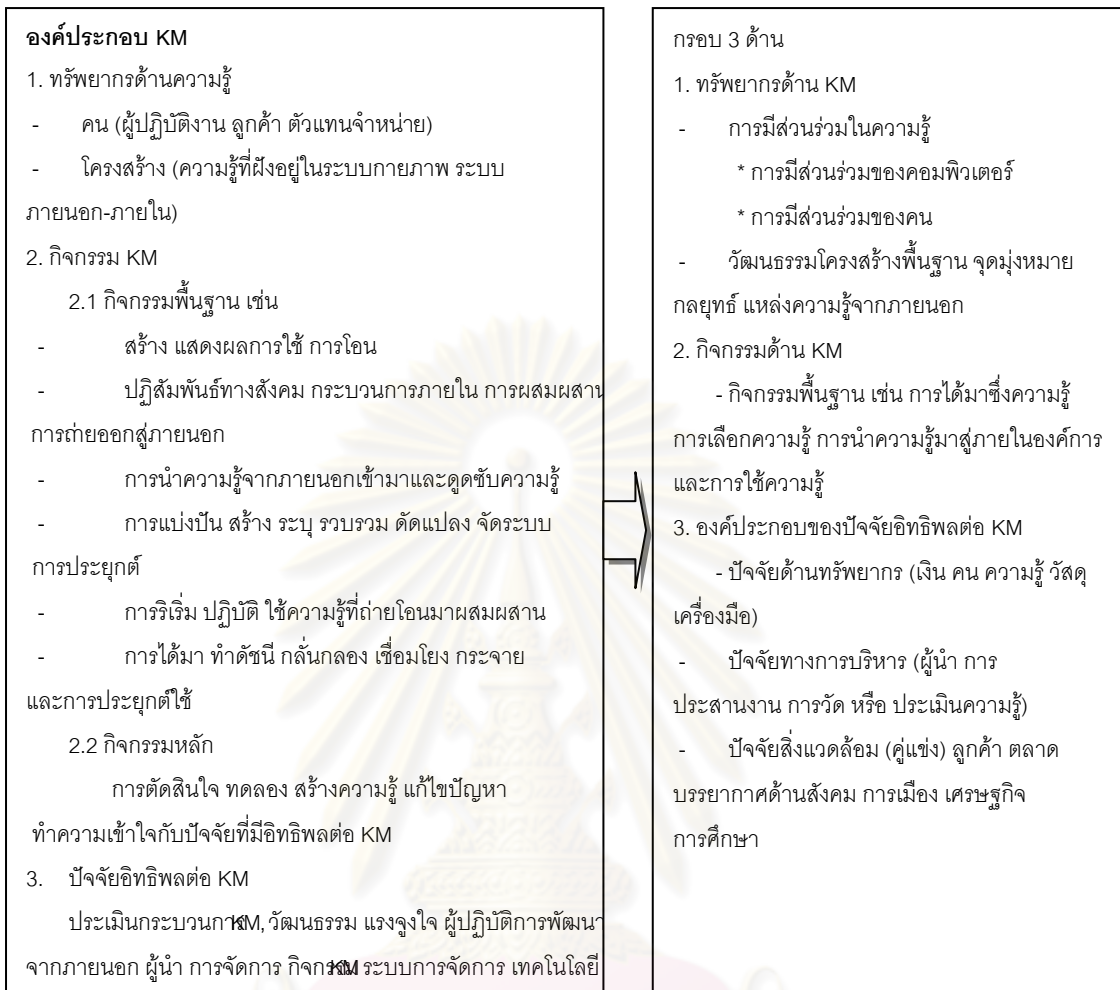 องค์ประกอบ KM
1. ทรัพยากรด้านความรู้
- คน (ผู้ปฏิบัติงาน ลูกค้า ตัวแทนจำหน่าย)
- โครงสร้าง (ความรู้ที่ฝังอยู่ในระบบกายภาพ ระบบ
ภายนอก-ภายใน)
2. กิจกรรม KM
2.1 กิจกรรมพื้นฐาน เช่น
- สร้าง แสดงผลการใช้ การโอน
- ปฏิสัมพันธ์ทางสังคม กระบวนการภายใน การผสมผสาน
การถ่ายออกสู่ภายนอก
- การนำความรู้จากภายนอกเข้ามาและดูดซับความรู้
- การแบ่งปัน สร้าง ระบุ รวบรวม ดัดแปลง จัดระบบ
การประยุกต์
- การริเริ่ม ปฏิบัติ ใช้ความรู้ที่ถ่ายโอนมาผสมผสาน
- การได้มา ทำดัชนี กลั่นกลอง เชื่อมโยง กระจาย
และการประยุกต์ใช้
2.2 กิจกรรมหลัก
การตัดสินใจ ทดลอง สร้างความรู้ แก้ไขปัญหา
ทำความเข้าใจกับปัจจัยที่มีอิทธิพลต่อ KM
3. ปัจจัยอิทธิพลต่อ KM
ประเมินกระบวนการKM, วัฒนธรรม แรงจูงใจ ผู้ปฏิบัติการพัฒนา
จากภายนอก ผู้นำ การจัดการ กิจกรรมKM ระบบการจัดการ เทคโนโลยี
กรอบ 3 ด้าน
1. ทรัพยากรด้าน KM
- การมีส่วนร่วมในความรู้
* การมีส่วนร่วมของคอมพิวเตอร์
* การมีส่วนร่วมของคน
- วัฒนธรรมโครงสร้างพื้นฐาน จุดมุ่งหมาย
กลยุทธ์ แหล่งความรู้จากภายนอก
2. กิจกรรมด้าน KM
- กิจกรรมพื้นฐาน เช่น การได้มาซึ่งความรู้
การเลือกความรู้ การนำความรู้มาสู่ภายในองค์การ
และการใช้ความรู้
3. องค์ประกอบของปัจจัยอิทธิพลต่อ KM
- ปัจจัยด้านทรัพยากร (เงิน คน ความรู้ วัสดุ
เครื่องมือ)
- ปัจจัยทางการบริหาร (ผู้นำ การ
ประสานงาน การวัด หรือ ประเมินความรู้)
- ปัจจัยสิ่งแวดล้อม (คู่แข่ง) ลูกค้า ตลาด
บรรยากาศด้านสังคม การเมือง เศรษฐกิจ
การศึกษา